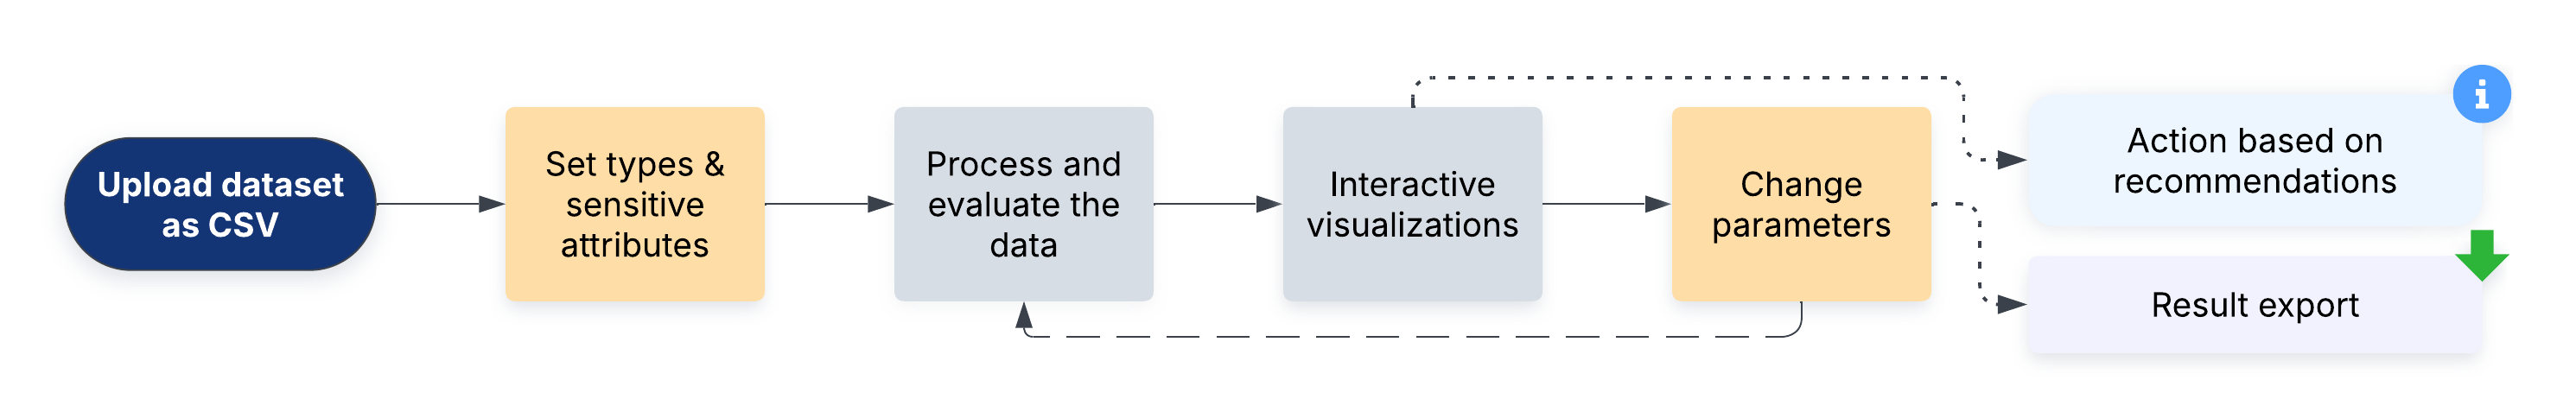 Upload dataset
as CSV
Set types &
sensitive
attributes
Process and
evaluate the
data
Interactive
visualizations
Change
parameters
Action based on
recommendations
i
Result export